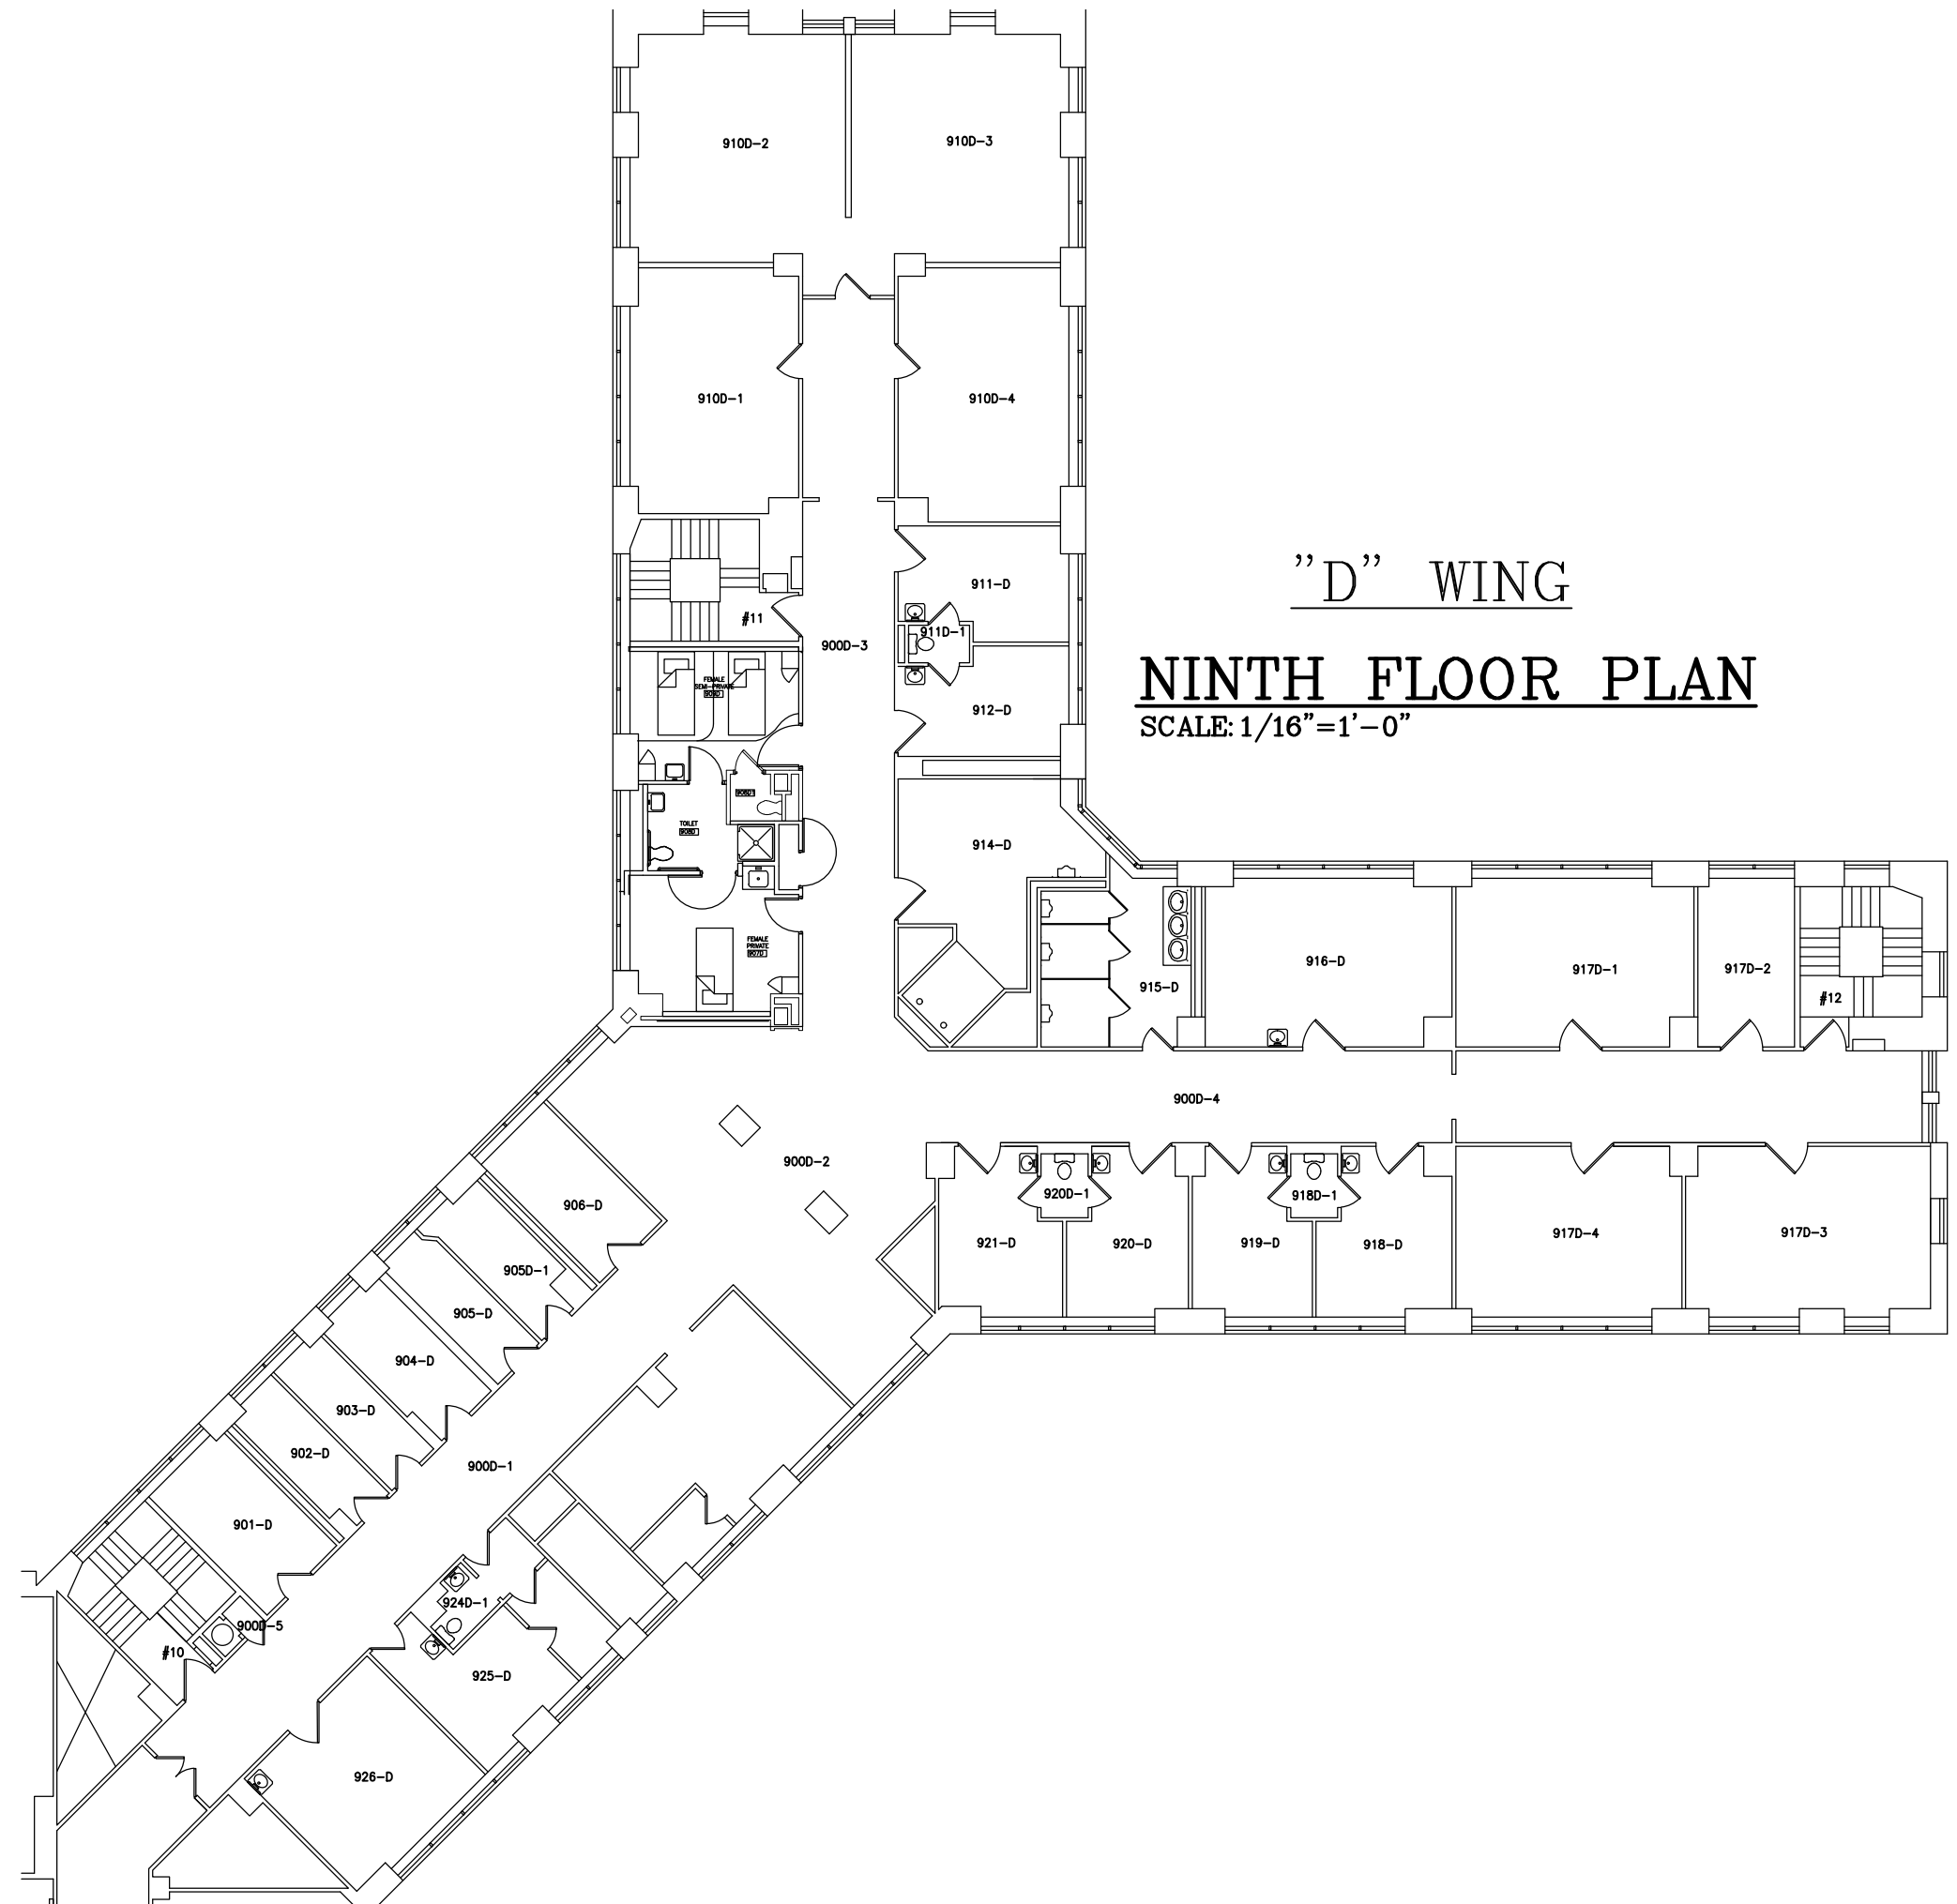 910D-2
910D-3
910D-1
910D-4
"D" WING
911-D
#11
911D-1
900D-3
NINTH FLOOR PLAN
FEMALE
SEMI-PRIVATE
909D
912-D
SCALE: 1/16"=1'-0"
TOILET
908D
914-D
FEMALE
PRIVATE
907D
916-D
917D-1
917D-2
915-D
#12
900D-4
900D-2
920D-1
918D-1
906-D
921-D
920-D
919-D
918-D
917D-4
917D-3
905D-1
905-D
904-D
903-D
902-D
900D-1
901-D
924D-1
900D-5
#10
925-D
926-D